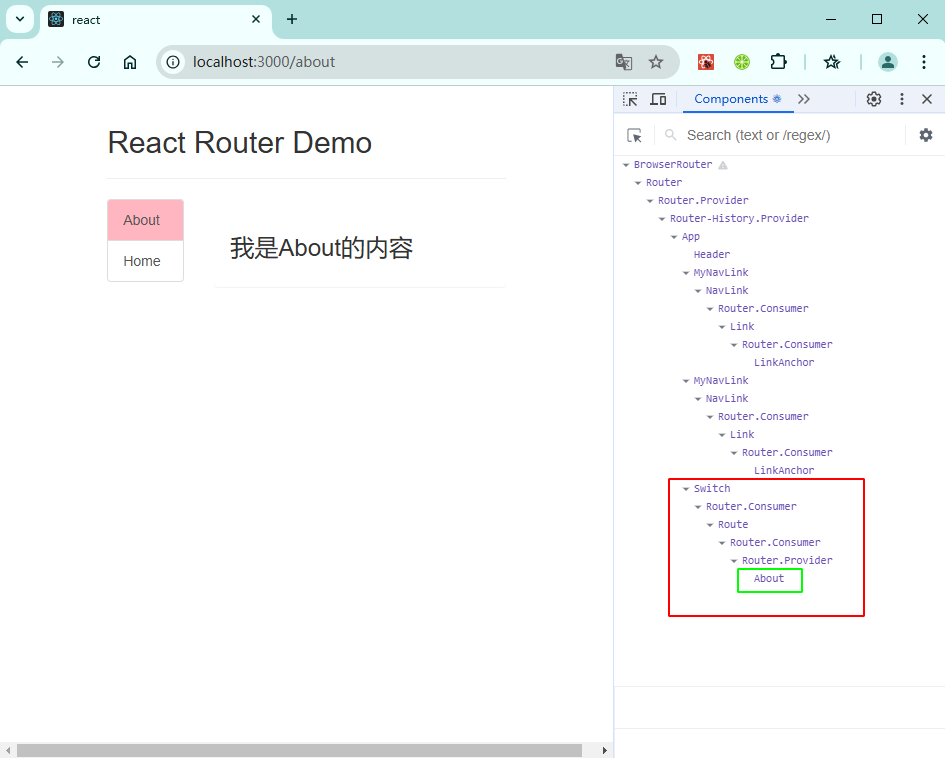 react
localhost:3000/about
Components
Search (text or /regex/)
React Router Demo
About
Home
我是About的内容
BrowserRouter
Router
Router.Provider
Router-History.Provider
App
Header
MyNavLink
NavLink
Router.Consumer
Link
Router.Consumer
LinkAnchor
MyNavLink
NavLink
Router.Consumer
Link
Router.Consumer
LinkAnchor
Switch
Router.Consumer
Route
Router.Consumer
Router.Provider
About